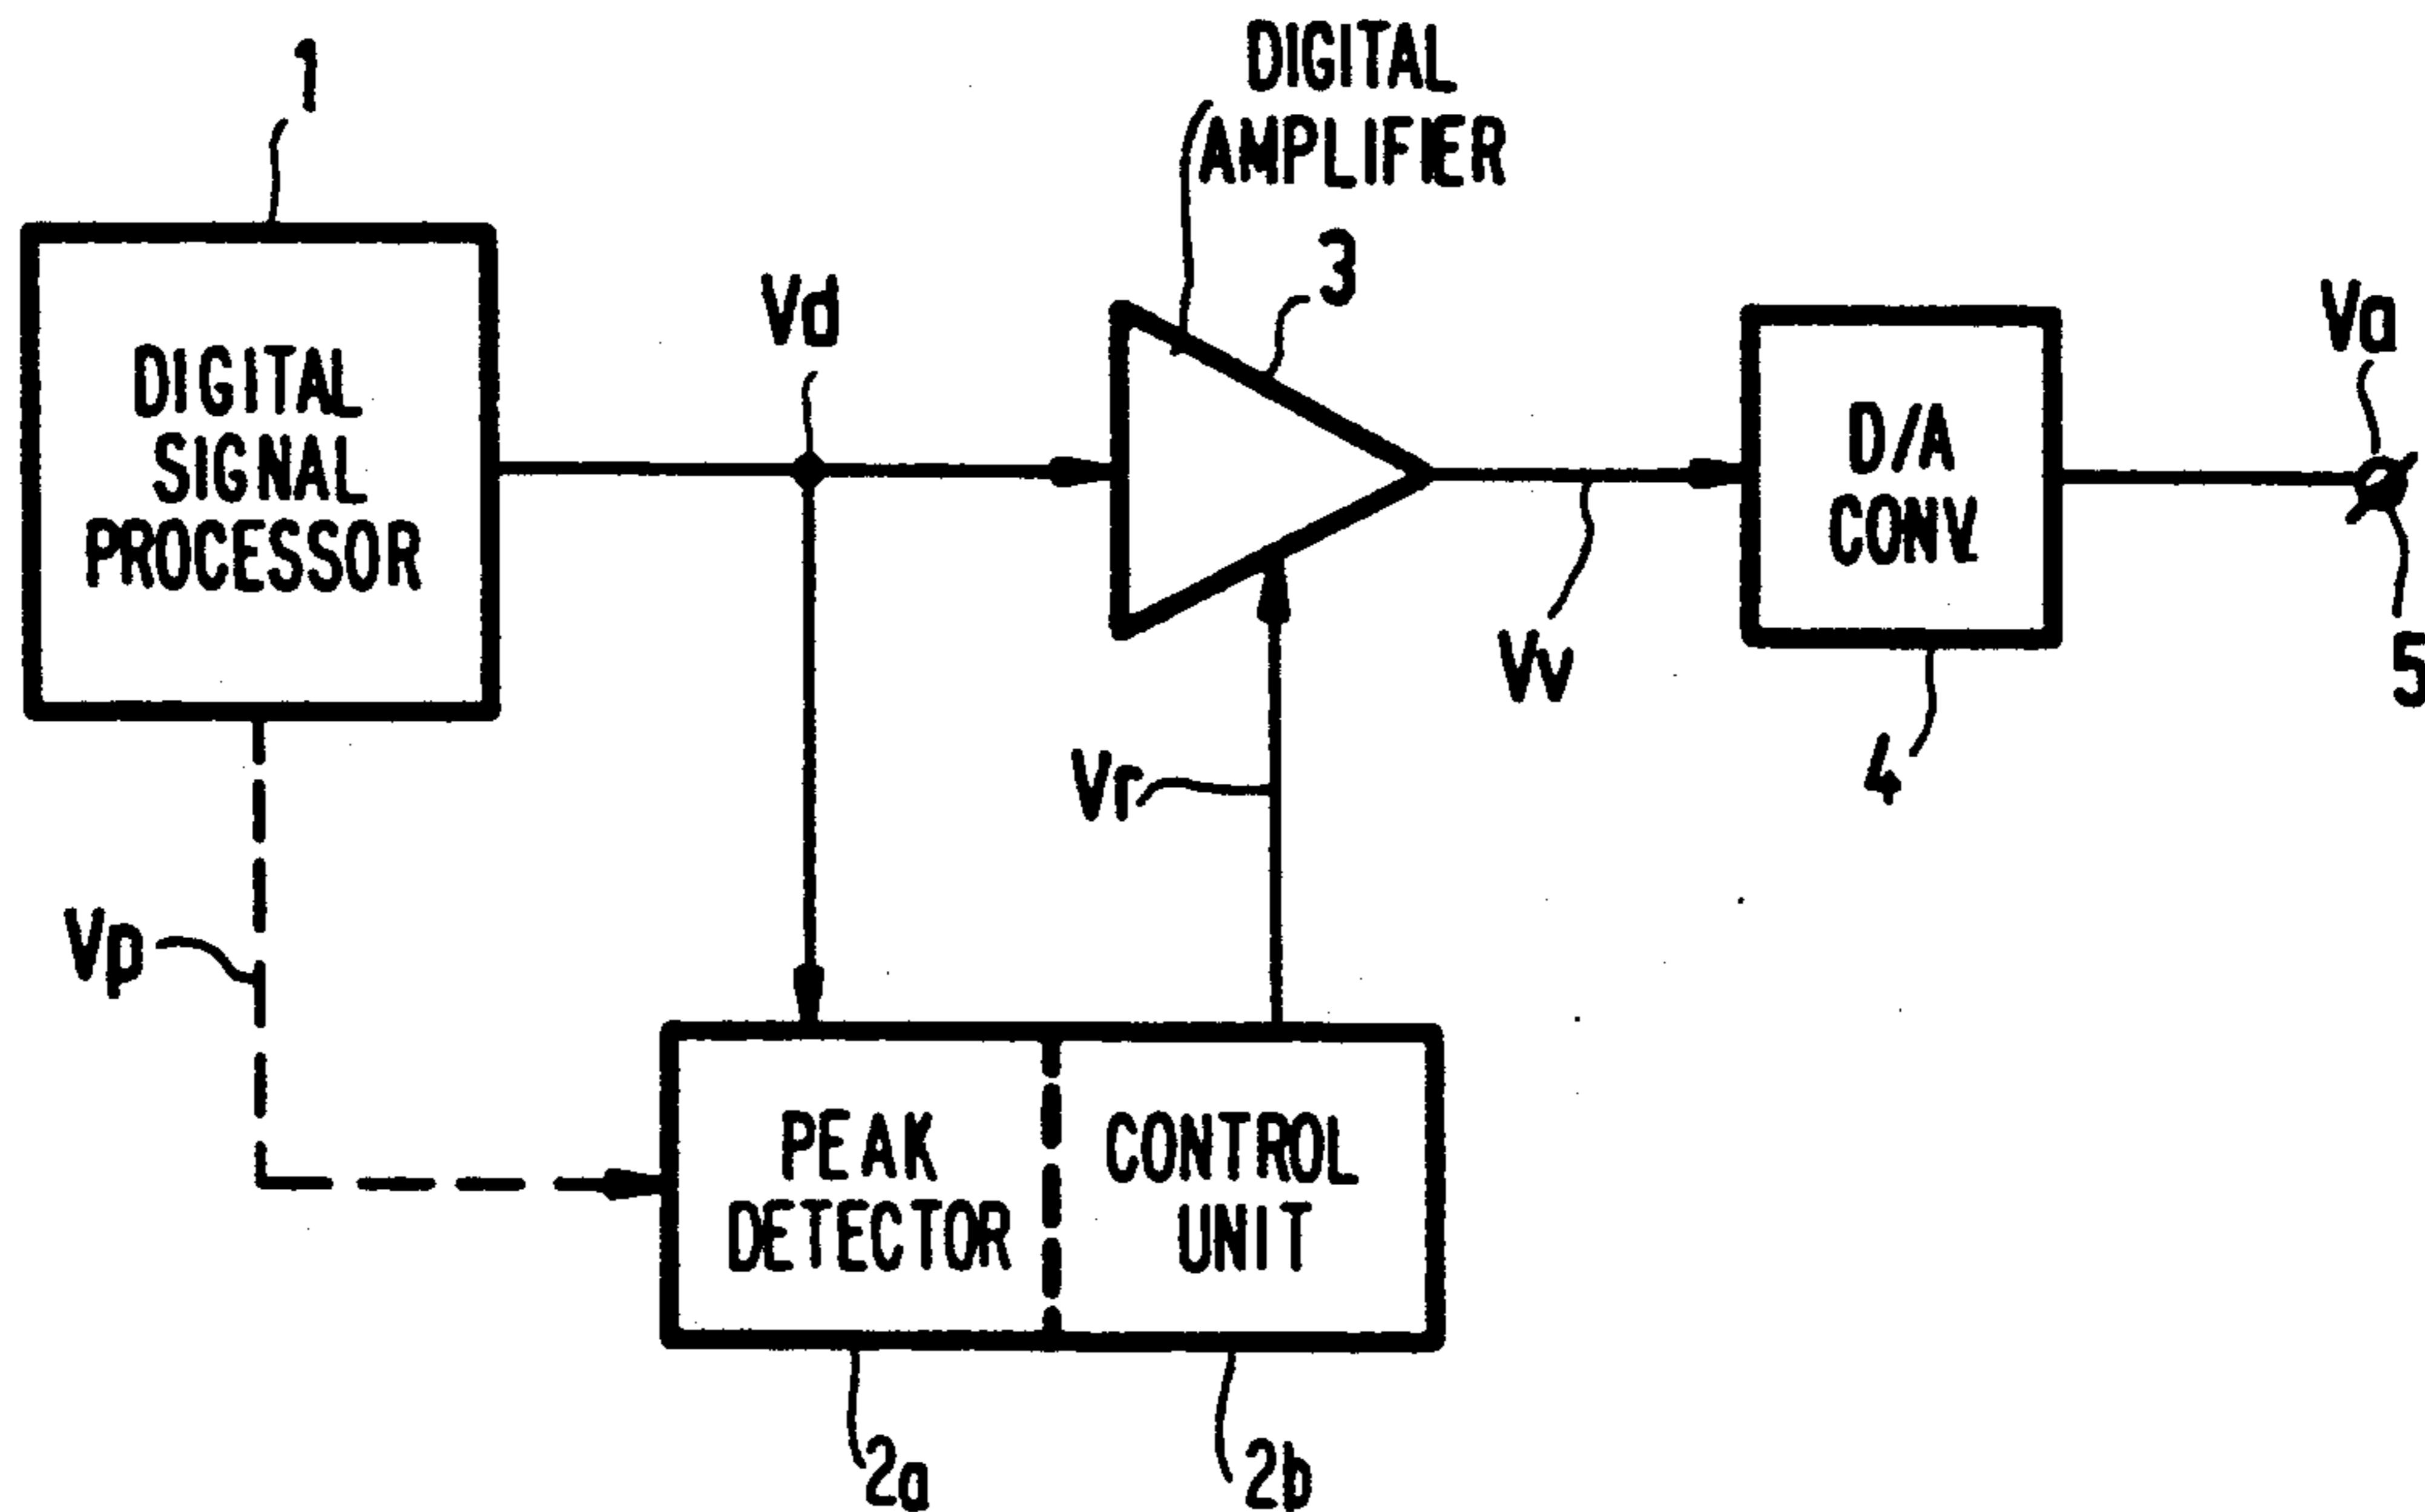 1
DIGITAL
AMPLIFIER
3
Vd
Va
DIGITAL
SIGNAL
PROCESSOR
D/A
CONV.
5
Vv
4
Vr
Vp
PEAK
DETECTOR
CONTROL
UNIT
2a
2b